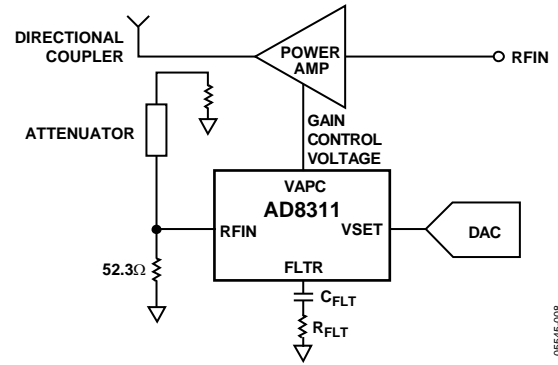 DIRECTIONAL
COUPLER
POWER
AMP
RFIN
ATTENUATOR
GAIN
CONTROL
VOLTAGE
VAPC
AD8311
RFIN
VSET
DAC
FLTR
52.3Ω
CFLT
RFLT
05545-008